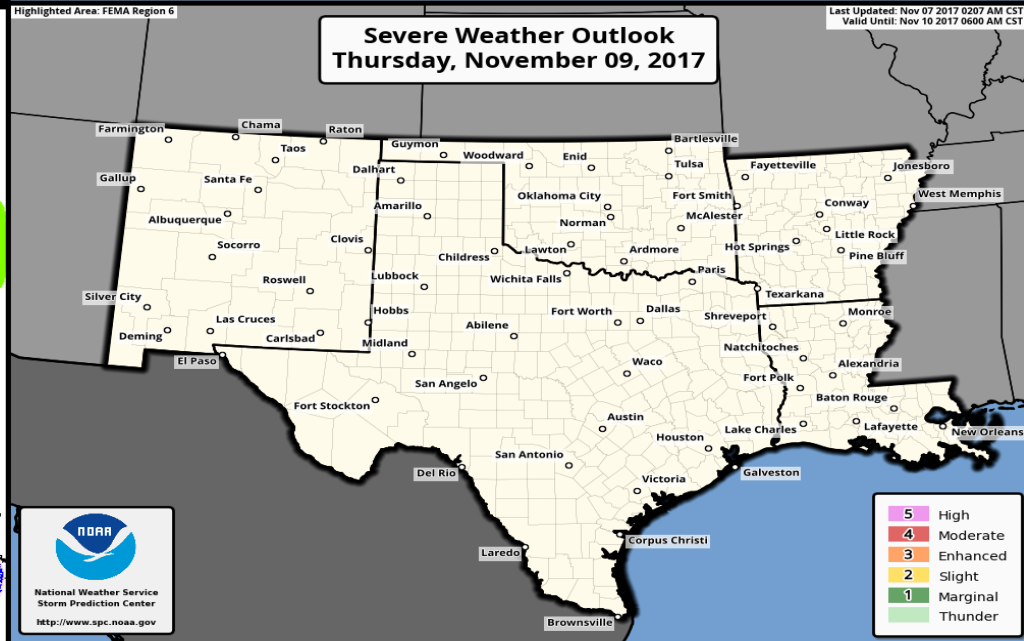 Highlighted Area: FEMA Region 6
Last Updated: Nov 07 2017 0207 AM CST
Valid Until: Nov 10 2017 0600 AM CST
Severe Weather Outlook
Thursday, November 09, 2017
Farmington
Chama
Raton
Guymon
Bartlesville
Taos
Woodward
Enid
Tulsa
Fayetteville
Jonesboro
Gallup
Santa Fe
Dalhart
Oklahoma City
Fort Smith
West Memphis
Albuquerque
Amarillo
Norman
McAlester
Conway
Socorro
Clovis
Childress
Lawton
Ardmore
Hot Springs
Little Rock
Pine Bluff
Roswell
Lubbock
Wichita Falls
Paris
Texarkana
Silver City
Las Cruces
Hobbs
Fort Worth
Dallas
Shreveport
Monroe
Deming
Carlsbad
Midland
Abilene
Natchitoches
El Paso
San Angelo
Waco
Fort Polk
Alexandria
Fort Stockton
Austin
Baton Rouge
Houston
Lake Charles
Lafayette
New Orleans
Del Rio
San Antonio
Victoria
Galveston
Laredo
Corpus Christi
Brownsville
NOAA
National Weather Service
Storm Prediction Center
http://www.spc.noaa.gov
5 High
4 Moderate
3 Enhanced
2 Slight
1 Marginal
Thunder